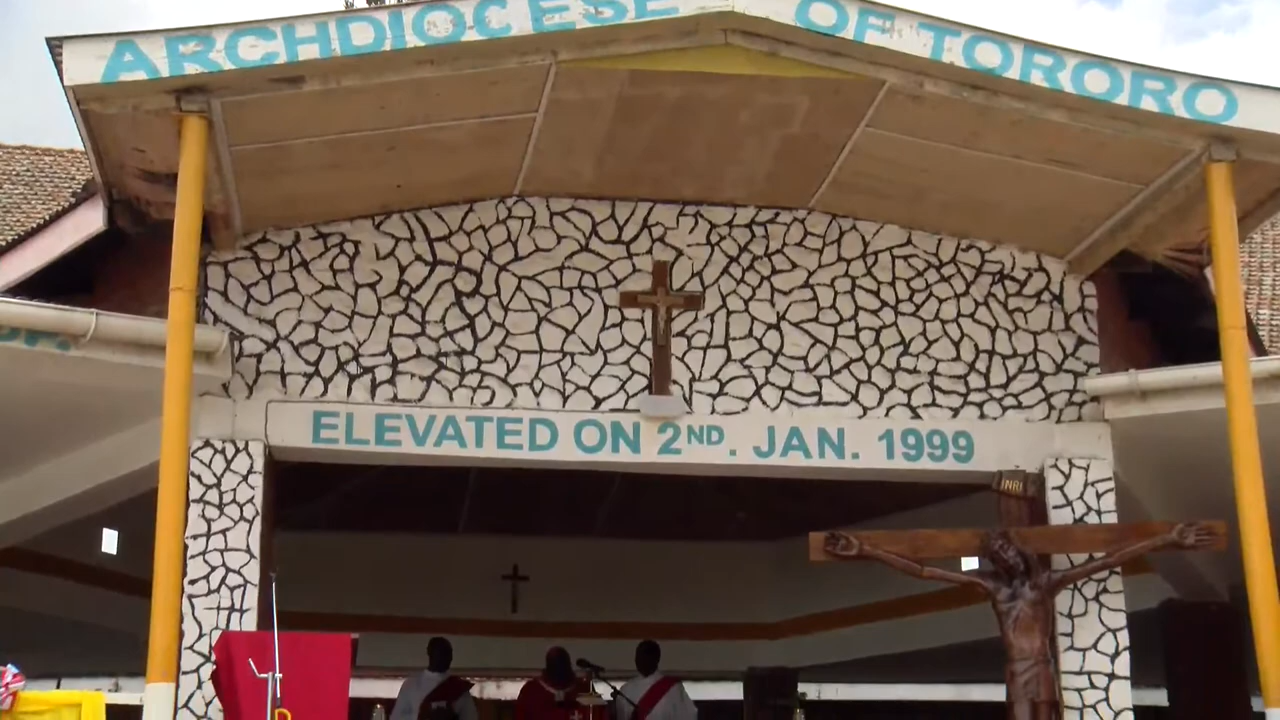 ARCHDIOCESE OF TORORO
ELEVATED ON 2ND. JAN. 1999
INRI